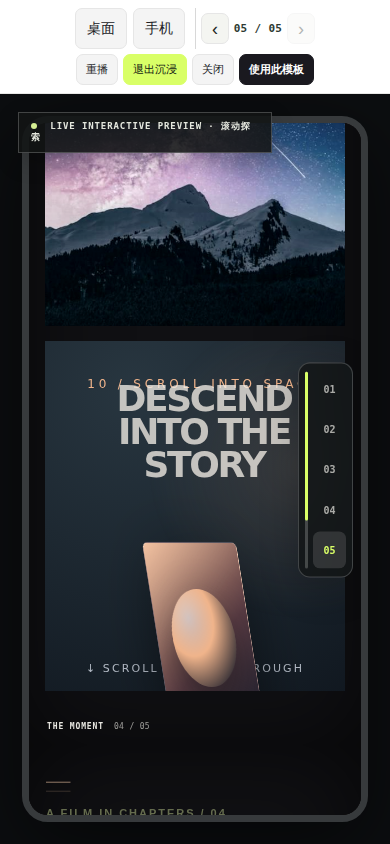 桌面 手机 ‹ 05 / 05 ›
重播 退出沉浸 关闭 使用此模板
LIVE INTERACTIVE PREVIEW · 滚动探
索
10 / SCROLL INTO SPA
DESCEND
INTO THE
STORY
01
02
03
04
05
↓ SCROLL ROUGH
THE MOMENT 04 / 05
A FILM IN CHAPTERS / 04